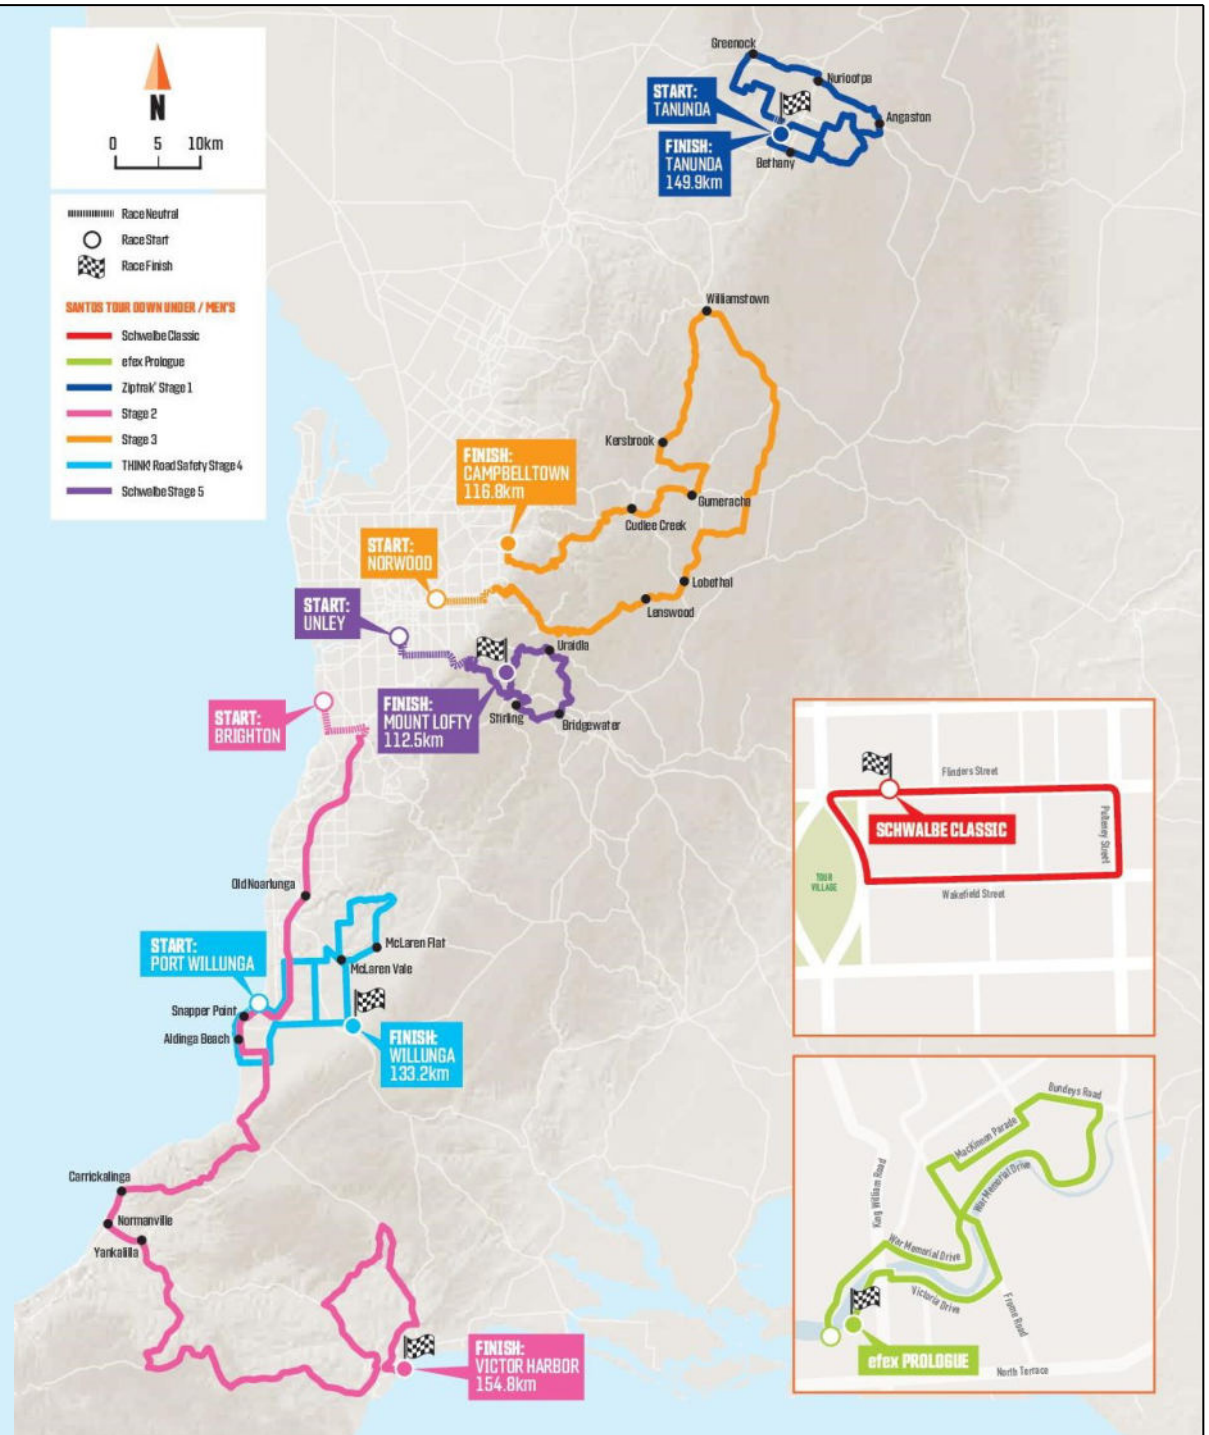 N
0 5 10km
Race Neutral
Race Start
Race Finish
SANTOS TOUR DOWN UNDER / MEN'S
Schwalbe Classic
efex Prologue
Ziptrak® Stage 1
Stage 2
Stage 3
THINK! Road Safety Stage 4
Schwalbe Stage 5
Greenock
Nuriootpa
Angaston
Bethany
START:
TANUNDA
FINISH:
TANUNDA
149.9km
Williamstown
Kersbrook
Gumeracha
Cudlee Creek
Lobethal
Lenswood
FINISH:
CAMPBELLTOWN
116.8km
START:
NORWOOD
START:
UNLEY
Uraidla
Stirling
Bridgewater
FINISH:
MOUNT LOFTY
112.5km
START:
BRIGHTON
Old Noarlunga
McLaren Flat
McLaren Vale
START:
PORT WILLUNGA
Snapper Point
Aldinga Beach
FINISH:
WILLUNGA
133.2km
Carrickalinga
Normanville
Yankalilla
FINISH:
VICTOR HARBOR
154.8km
Flinders Street
SCHWALBE CLASSIC
Pulteney Street
TOUR
VILLAGE
Wakefield Street
Bundeys Road
MacKinnon Parade
War Memorial Drive
King William Road
War Memorial Drive
Victoria Drive
Frome Road
efex PROLOGUE
North Terrace